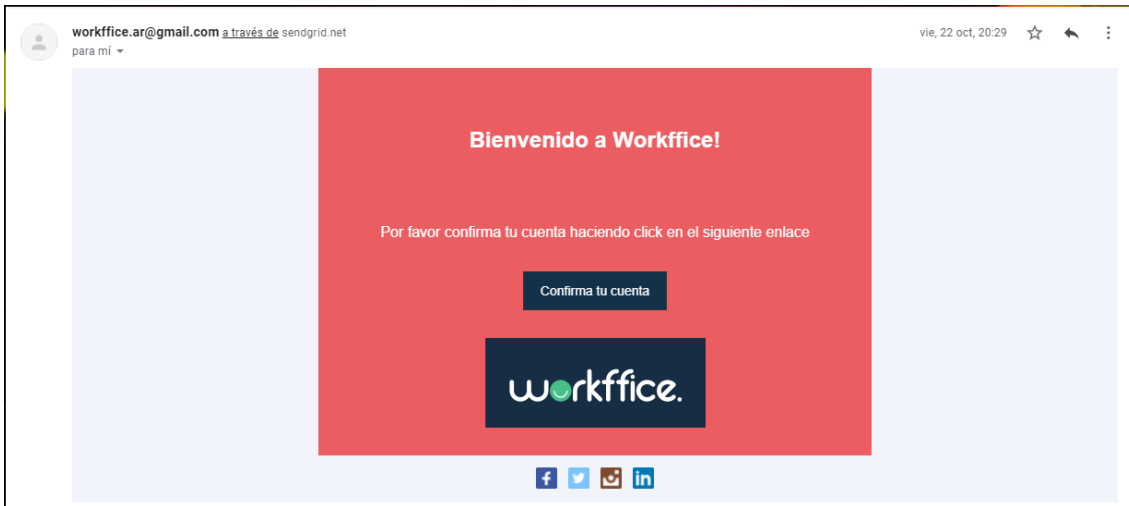 workffice.ar@gmail.com a través de sendgrid.net
vie, 22 oct, 20:29
para mí
Bienvenido a Workffice!
Por favor confirma tu cuenta haciendo click en el siguiente enlace
Confirma tu cuenta
workffice.